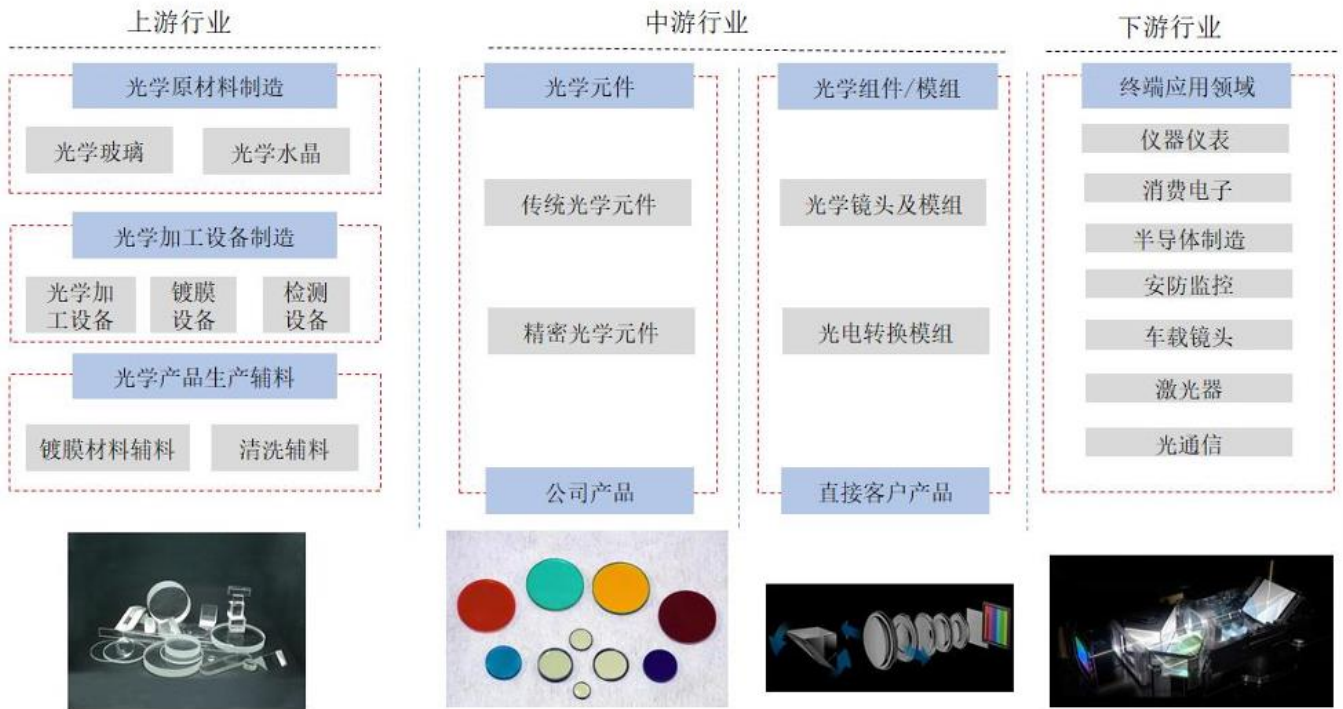 上游行业
光学原材料制造
光学玻璃
光学水晶
光学加工设备制造
光学加
工设备
镀膜
设备
检测
设备
光学产品生产辅料
镀膜材料辅料
清洗辅料
中游行业
光学元件
传统光学元件
精密光学元件
公司产品
光学组件/模组
光学镜头及模组
光电转换模组
直接客户产品
下游行业
终端应用领域
仪器仪表
消费电子
半导体制造
安防监控
车载镜头
激光器
光通信